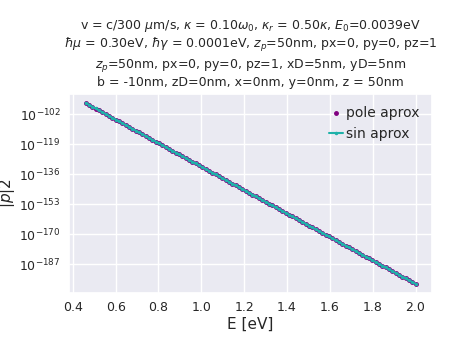 v = c/300 μm/s, κ = 0.10ω₀, κᵣ = 0.50κ, E₀=0.0039eV
ℏμ = 0.30eV, ℏγ = 0.0001eV, zₚ=50nm, px=0, py=0, pz=1
zₚ=50nm, px=0, py=0, pz=1, xD=5nm, yD=5nm
b = -10nm, zD=0nm, x=0nm, y=0nm, z = 50nm
pole aprox
sin aprox
10⁻¹⁰²
10⁻¹¹⁹
10⁻¹³⁶
10⁻¹⁵³
10⁻¹⁷⁰
10⁻¹⁸⁷
|p|2
0.4 0.6 0.8 1.0 1.2 1.4 1.6 1.8 2.0
E [eV]